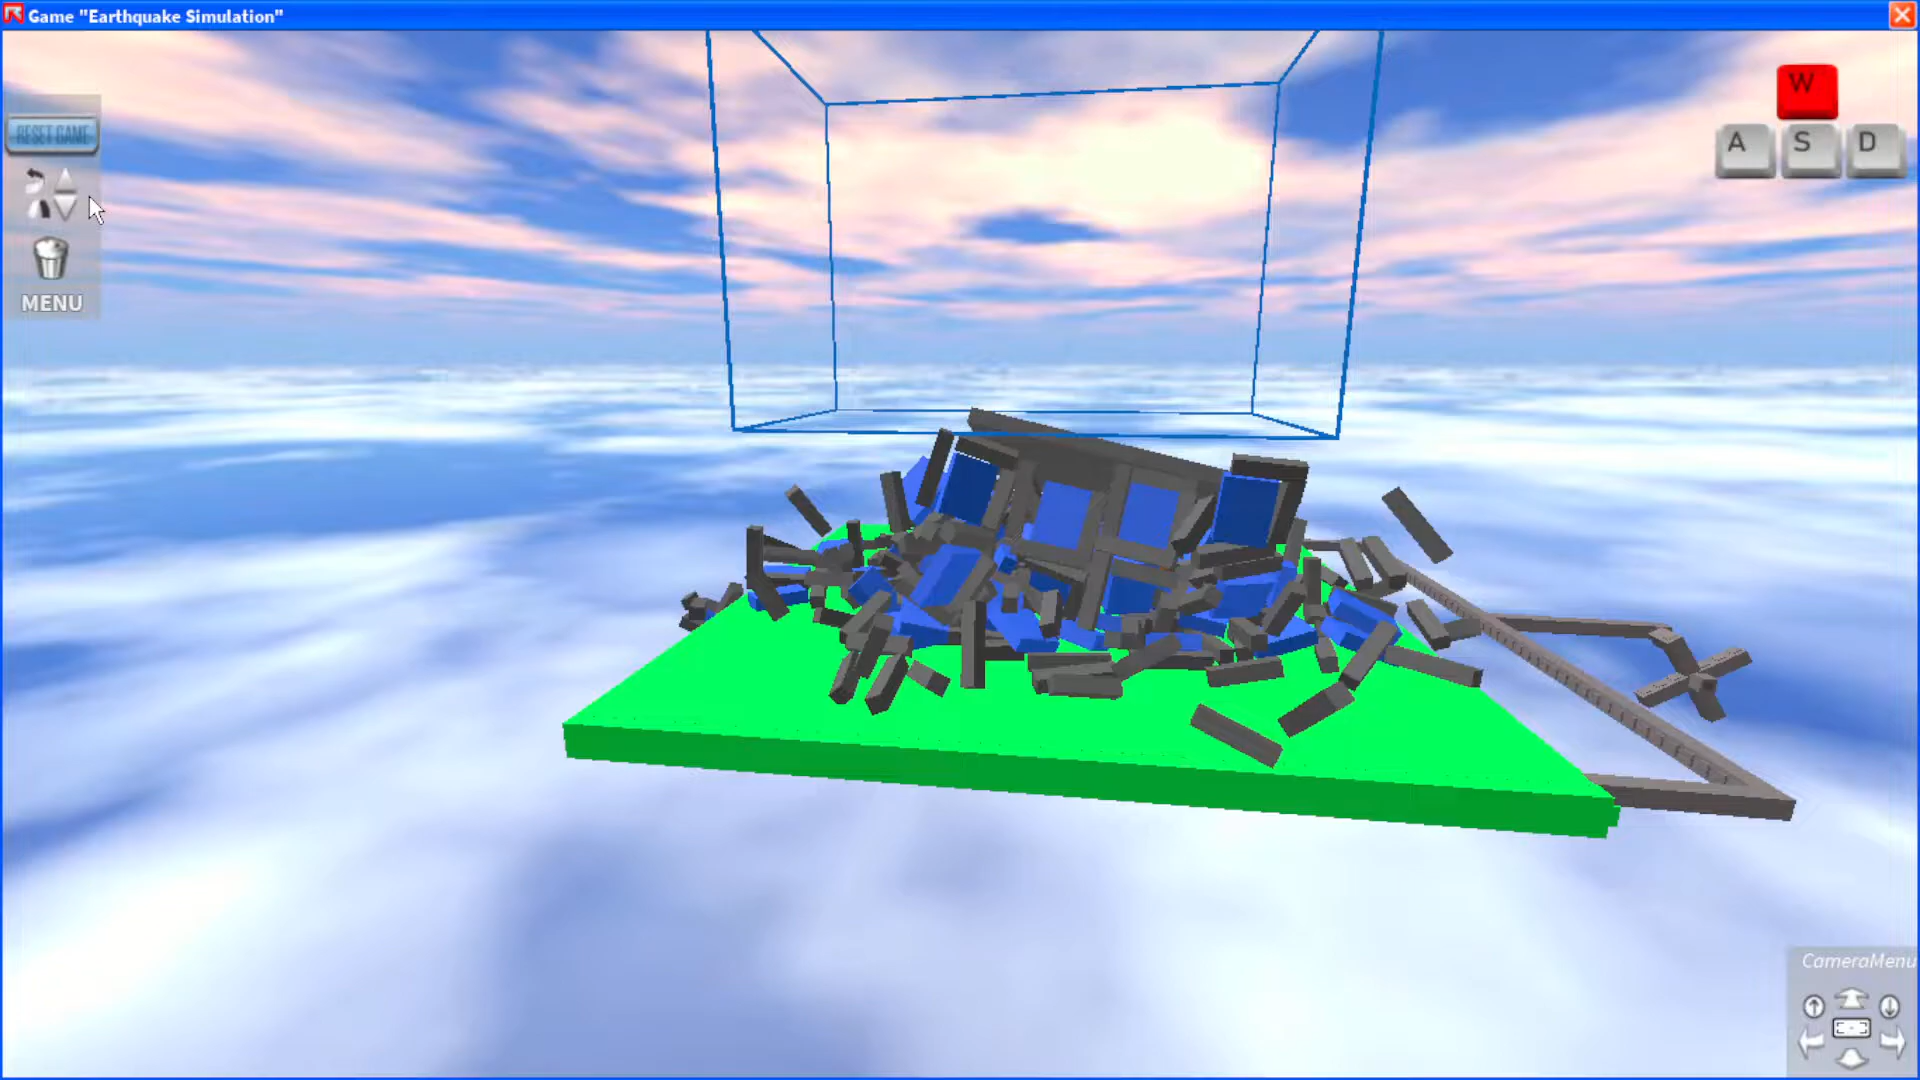 Game "Earthquake Simulation"
W
A S D
RESET GAME
MENU
CameraMenu